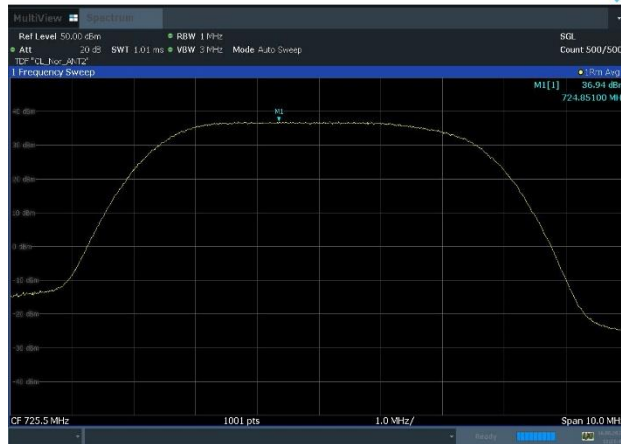 MultiView Spectrum
Ref Level 50.00 dBm RBW 1 MHz SGL
Att 20 dB SWT 1.01 ms VBW 3 MHz Mode Auto Sweep Count 500/500
TDF "CL_Nor_ANT2"
1 Frequency Sweep 1Rm Avg
M1[1] 36.94 dBm
724.85100 MH
M1
40 dBm
30 dBm
20 dBm
10 dBm
0 dBm
-10 dBm
-20 dBm
-30 dBm
-40 dBm
CF 725.5 MHz 1001 pts 1.0 MHz/ Span 10.0 MH
Ready